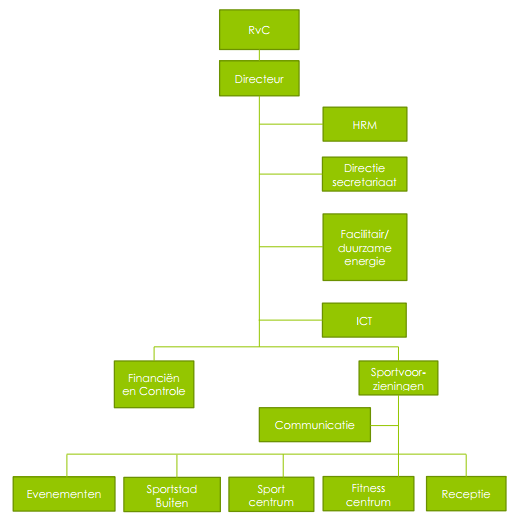 RvC
Directeur
HRM
Directie
secretariaat
Facilitair/
duurzame
energie
ICT
Financiën
en Controle
Sportvoor-
zieningen
Communicatie
Evenementen
Sportstad
Buiten
Sport
centrum
Fitness
centrum
Receptie